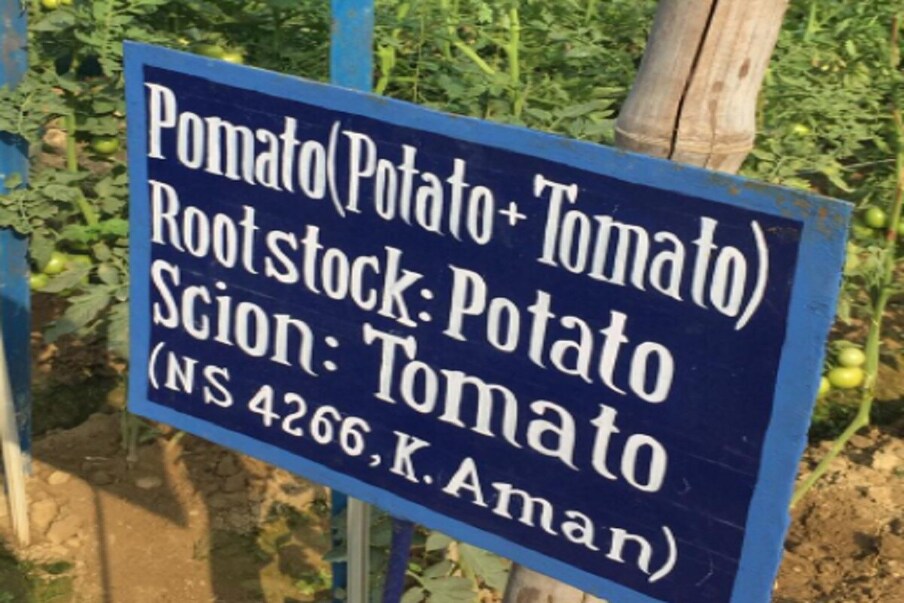 Pomato(Potato+Tomato)
Rootstock: Potato
Scion: Tomato
(NS 4266, K. Aman)